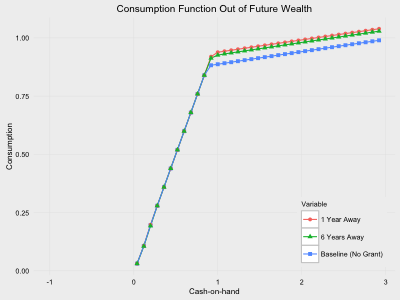 Consumption Function Out of Future Wealth
1.00
0.75
0.50
0.25
0.00
Consumption
-1
0
1
2
3
Cash-on-hand
Variable
1 Year Away
6 Years Away
Baseline (No Grant)